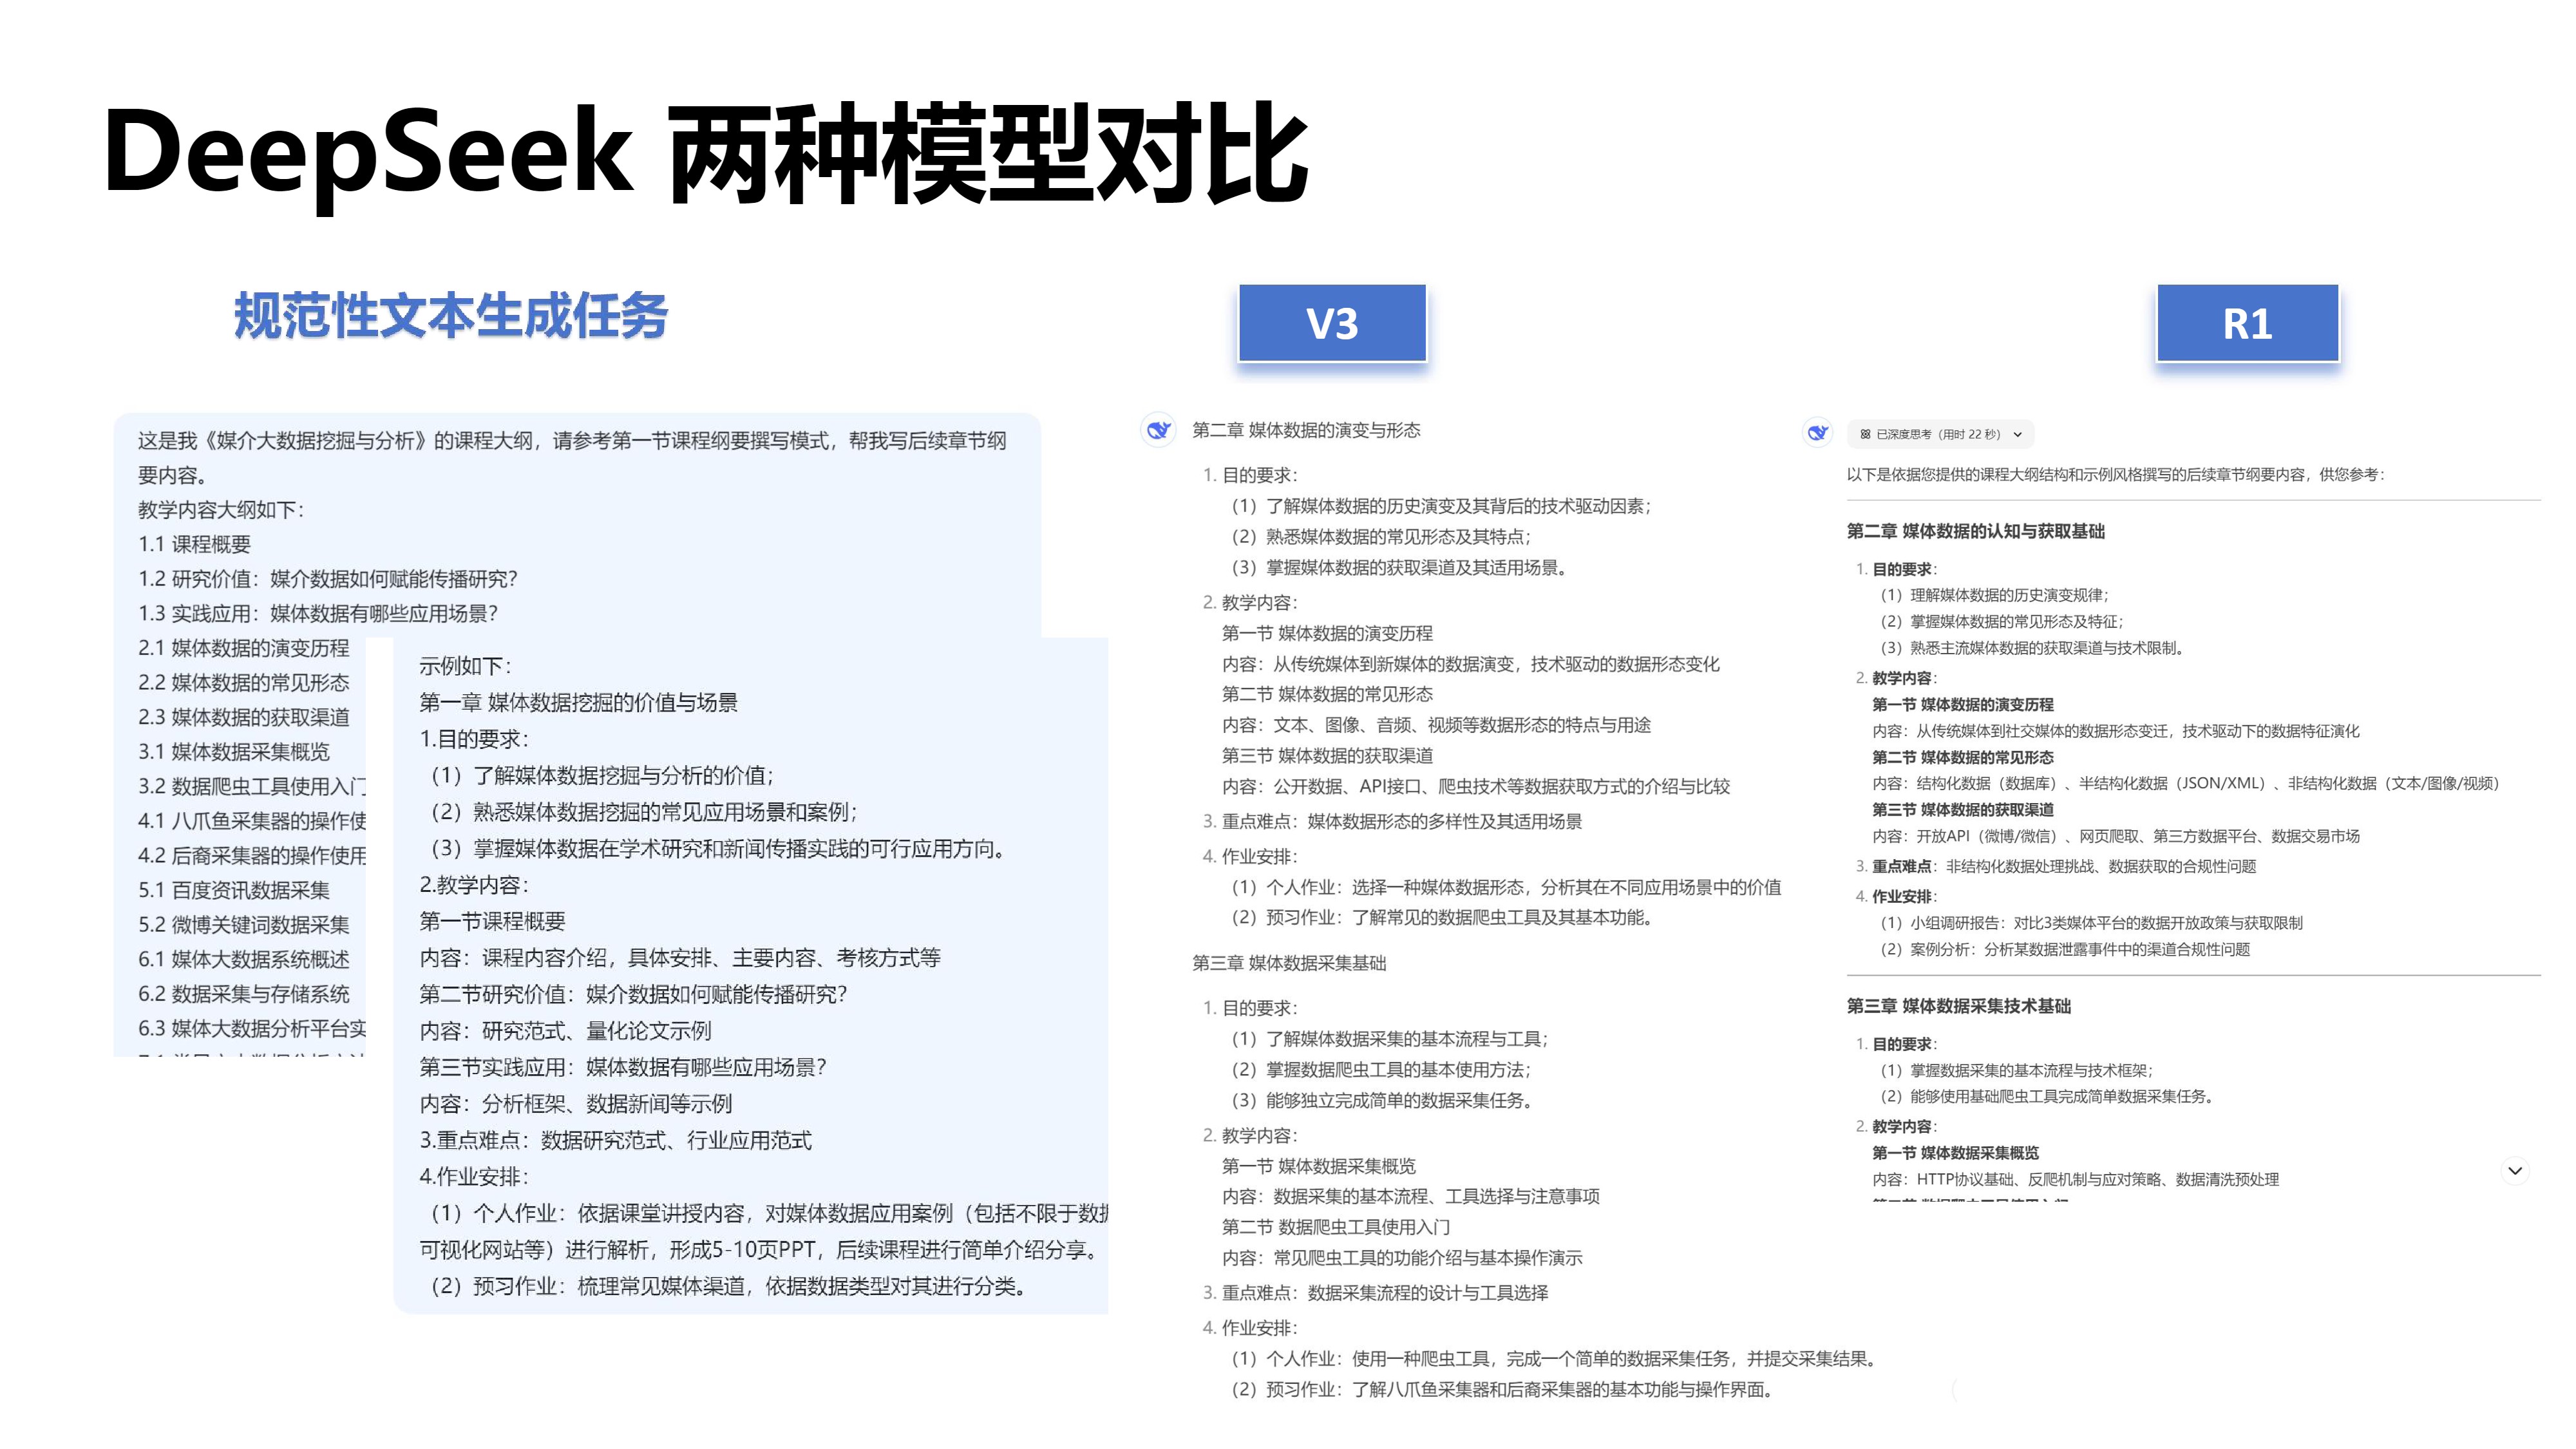 DeepSeek 两种模型对比
规范性文本生成任务
这是我《媒介大数据挖掘与分析》的课程大纲，请参考第一节课程纲要撰写模式，帮我写后续章节纲
要内容。
教学内容大纲如下：
1.1 课程概要
1.2 研究价值：媒介数据如何赋能传播研究？
1.3 实践应用：媒体数据有哪些应用场景？
2.1 媒体数据的演变历程
2.2 媒体数据的常见形态
2.3 媒体数据的获取渠道
3.1 媒体数据采集概览
3.2 数据爬虫工具使用入门
4.1 八爪鱼采集器的操作使
4.2 后裔采集器的操作使用
5.1 百度资讯数据采集
5.2 微博关键词数据采集
6.1 媒体大数据系统概述
6.2 数据采集与存储系统
6.3 媒体大数据分析平台实
示例如下：
第一章 媒体数据挖掘的价值与场景
1.目的要求：
（1）了解媒体数据挖掘与分析的价值；
（2）熟悉媒体数据挖掘的常见应用场景和案例；
（3）掌握媒体数据在学术研究和新闻传播实践的可行应用方向。
2.教学内容：
第一节课程概要
内容：课程内容介绍，具体安排、主要内容、考核方式等
第二节研究价值：媒介数据如何赋能传播研究？
内容：研究范式、量化论文示例
第三节实践应用：媒体数据有哪些应用场景？
内容：分析框架、数据新闻等示例
3.重点难点：数据研究范式、行业应用范式
4.作业安排：
（1）个人作业：依据课堂讲授内容，对媒体数据应用案例（包括不限于数据
可视化网站等）进行解析，形成5-10页PPT，后续课程进行简单介绍分享。
（2）预习作业：梳理常见媒体渠道，依据数据类型对其进行分类。
V3
第二章 媒体数据的演变与形态
1. 目的要求：
（1）了解媒体数据的历史演变及其背后的技术驱动因素；
（2）熟悉媒体数据的常见形态及其特点；
（3）掌握媒体数据的获取渠道及其适用场景。
2. 教学内容：
第一节 媒体数据的演变历程
内容：从传统媒体到新媒体的数据演变，技术驱动的数据形态变化
第二节 媒体数据的常见形态
内容：文本、图像、音频、视频等数据形态的特点与用途
第三节 媒体数据的获取渠道
内容：公开数据、API接口、爬虫技术等数据获取方式的介绍与比较
3. 重点难点：媒体数据形态的多样性及其适用场景
4. 作业安排：
（1）个人作业：选择一种媒体数据形态，分析其在不同应用场景中的价值
（2）预习作业：了解常见的数据爬虫工具及其基本功能。
第三章 媒体数据采集基础
1. 目的要求：
（1）了解媒体数据采集的基本流程与工具；
（2）掌握数据爬虫工具的基本使用方法；
（3）能够独立完成简单的数据采集任务。
2. 教学内容：
第一节 媒体数据采集概览
内容：数据采集的基本流程、工具选择与注意事项
第二节 数据爬虫工具使用入门
内容：常见爬虫工具的功能介绍与基本操作演示
3. 重点难点：数据采集流程的设计与工具选择
4. 作业安排：
（1）个人作业：使用一种爬虫工具，完成一个简单的数据采集任务，并提交采集结果。
（2）预习作业：了解八爪鱼采集器和后裔采集器的基本功能与操作界面。
R1
已深度思考（用时 22 秒）
以下是依据您提供的课程大纲结构和示例风格撰写的后续章节纲要内容，供您参考：
第二章 媒体数据的认知与获取基础
1. 目的要求：
（1）理解媒体数据的历史演变规律；
（2）掌握媒体数据的常见形态及特征；
（3）熟悉主流媒体数据的获取渠道与技术限制。
2. 教学内容：
第一节 媒体数据的演变历程
内容：从传统媒体到社交媒体的数据形态变迁，技术驱动下的数据特征演化
第二节 媒体数据的常见形态
内容：结构化数据（数据库）、半结构化数据（JSON/XML）、非结构化数据（文本/图像/视频）
第三节 媒体数据的获取渠道
内容：开放API（微博/微信）、网页爬取、第三方数据平台、数据交易市场
3. 重点难点：非结构化数据处理挑战、数据获取的合规性问题
4. 作业安排：
（1）小组调研报告：对比3类媒体平台的数据开放政策与获取限制
（2）案例分析：分析某数据泄露事件中的渠道合规性问题
第三章 媒体数据采集技术基础
1. 目的要求：
（1）掌握数据采集的基本流程与技术框架；
（2）能够使用基础爬虫工具完成简单数据采集任务。
2. 教学内容：
第一节 媒体数据采集概览
内容：HTTP协议基础、反爬机制与应对策略、数据清洗预处理